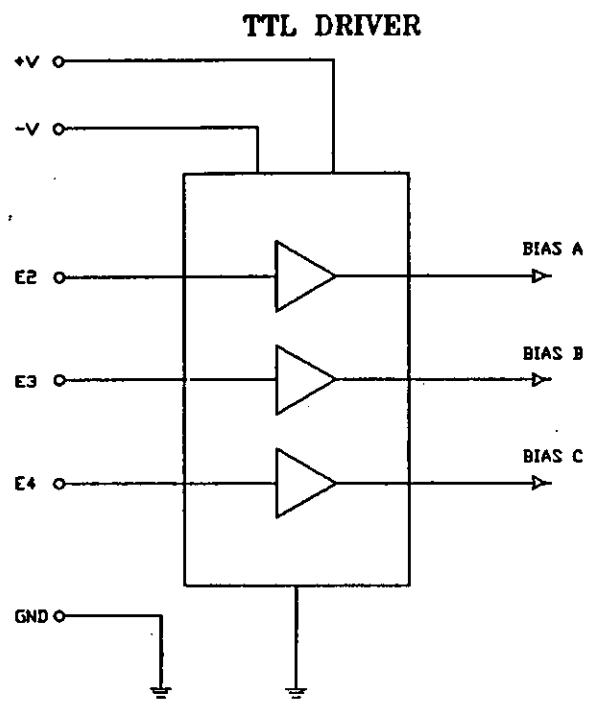 TTL DRIVER
+V
-V
BIAS A
E2
BIAS B
E3
BIAS C
E4
GND